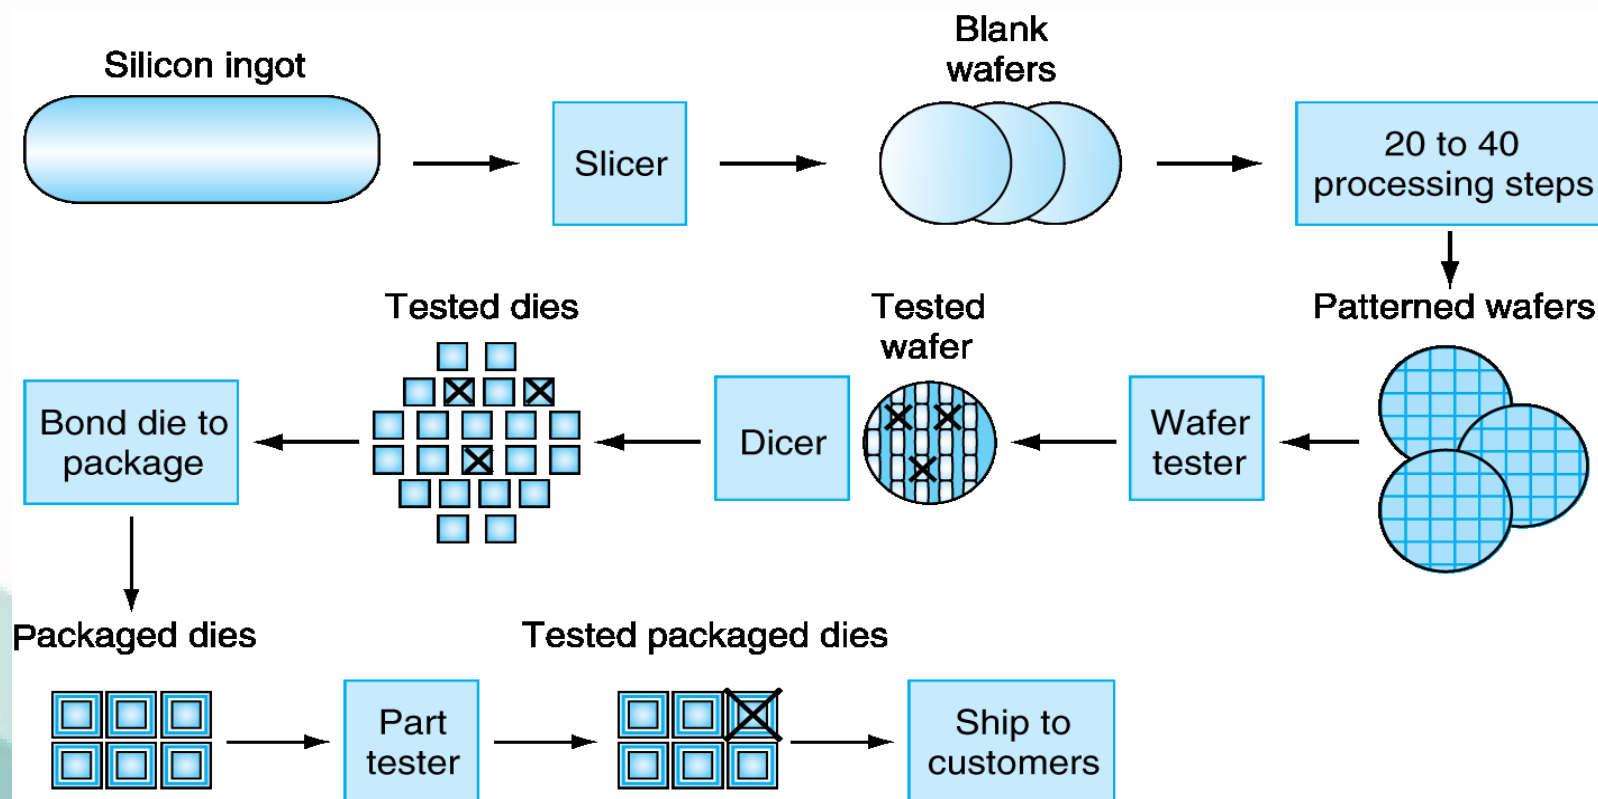 Silicon ingot
Slicer
Blank
wafers
20 to 40
processing steps
Tested dies
Tested
wafer
Patterned wafers
Bond die to
package
Dicer
Wafer
tester
Packaged dies
Tested packaged dies
Part
tester
Ship to
customers